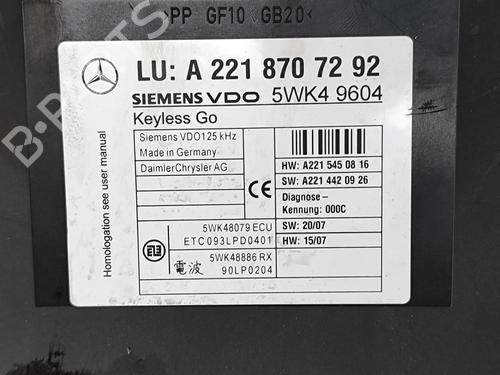 PP GF10 GB20
LU: A 221 870 72 92
SIEMENS VDO 5WK4 9604
Keyless Go
Siemens VDO125 kHz
Made in Germany
DaimlerChrysler AG
HW: A221 545 08 16
SW: A221 442 09 26
Diagnose –
Kennung: 000C
SW: 20/07
HW: 15/07
5WK48079 ECU
ETC093LPD0401
5WK48886 RX
90LP0204
電波
CE
Homologation see user manual